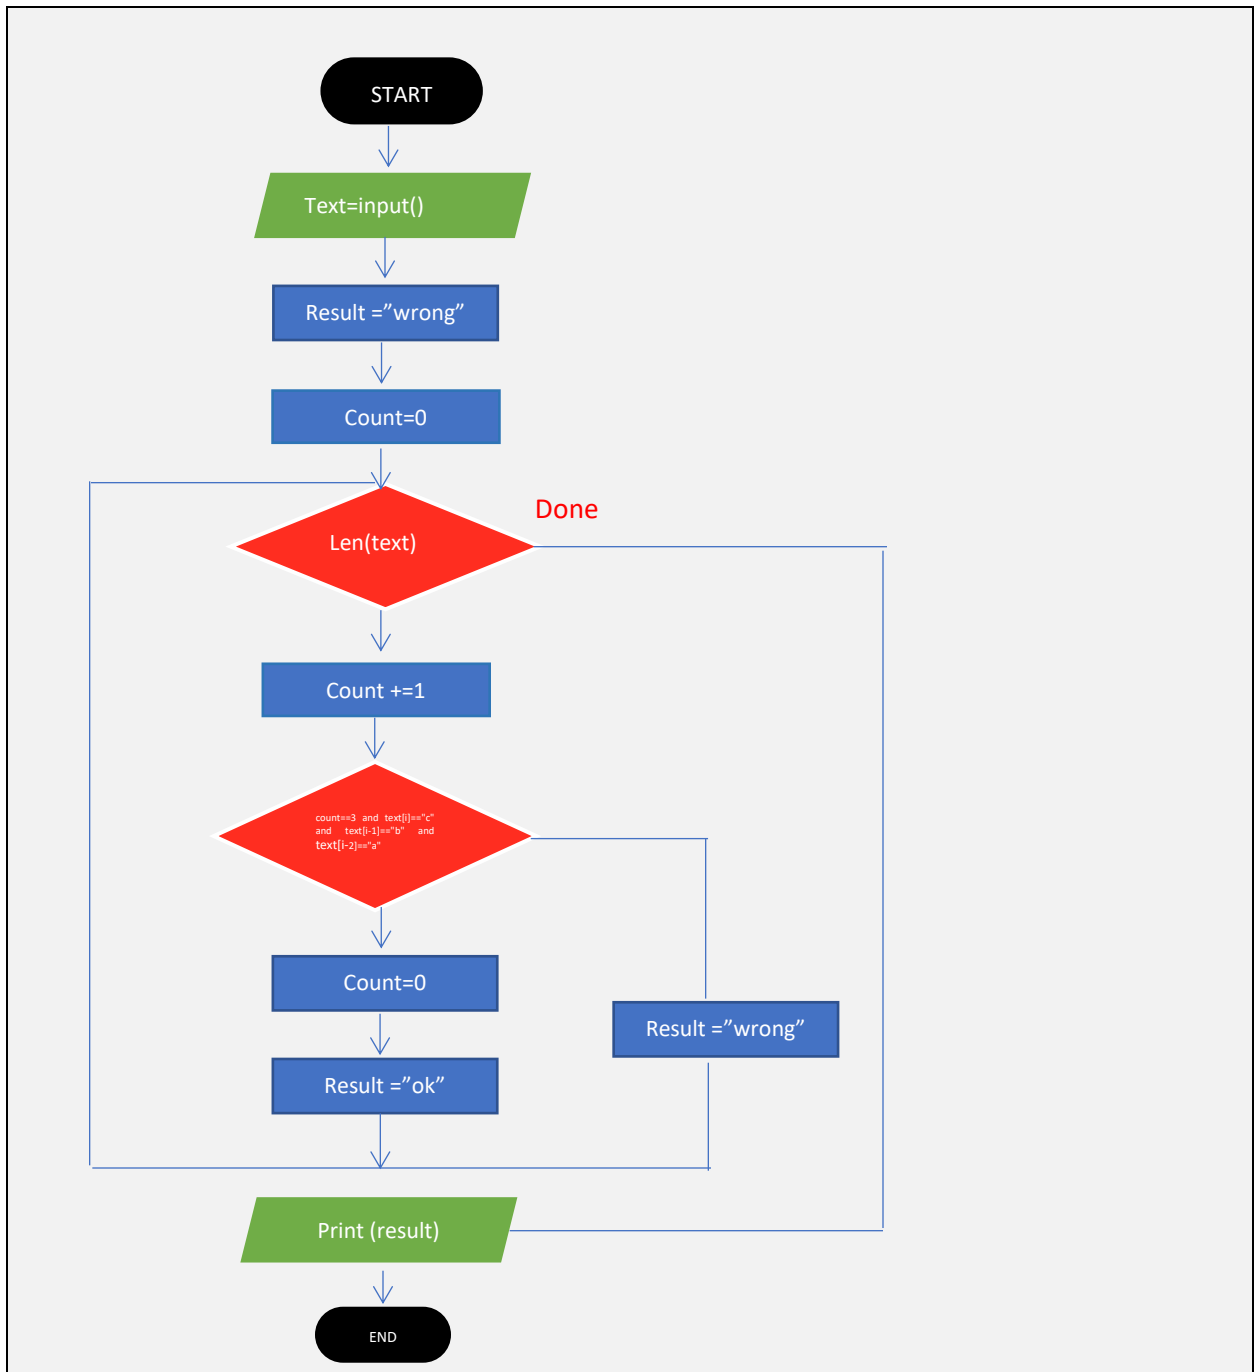 START
Text=input()
Result =”wrong”
Count=0
Done
Len(text)
Count +=1
count==3 and text[i]=="c"
and text[i-1]=="b" and
text[i-2]=="a"
Count=0
Result =”wrong”
Result =”ok”
Print (result)
END